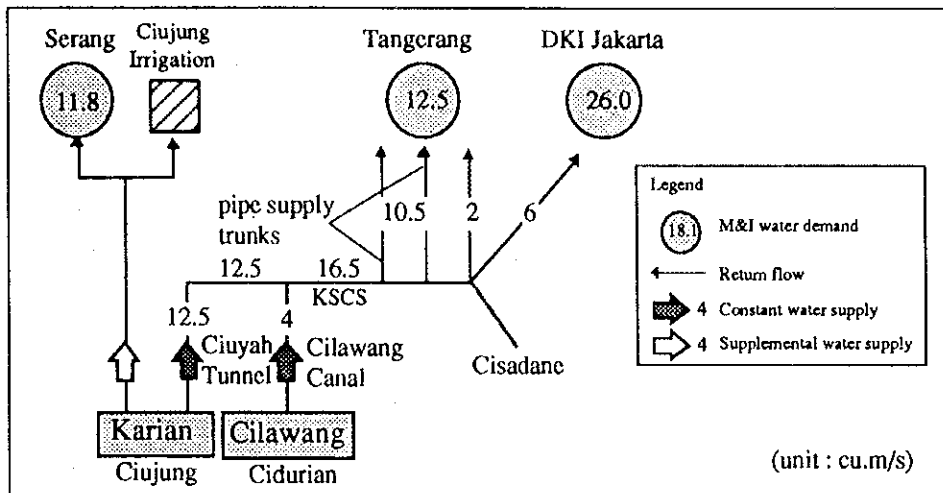 Serang
Ciujung
Irrigation
Tangerang
DKI Jakarta
11.8
12.5
26.0
pipe supply
trunks
10.5
2
6
12.5
16.5
KSCS
12.5
4
Ciuyah
Tunnel
Cilawang
Canal
Cisadane
Karian
Cilawang
Ciujung
Cidurian
Legend
18.1
M&I water demand
Return flow
4 Constant water supply
4 Supplemental water supply
(unit : cu.m/s)